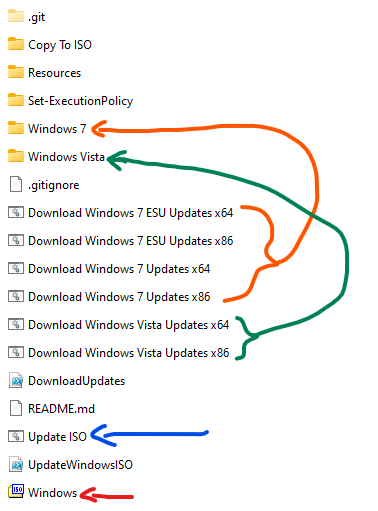 .git
Copy To ISO
Resources
Set-ExecutionPolicy
Windows 7
Windows Vista
.gitignore
Download Windows 7 ESU Updates x64
Download Windows 7 ESU Updates x86
Download Windows 7 Updates x64
Download Windows 7 Updates x86
Download Windows Vista Updates x64
Download Windows Vista Updates x86
DownloadUpdates
README.md
Update ISO
UpdateWindowsISO
ISO Windows